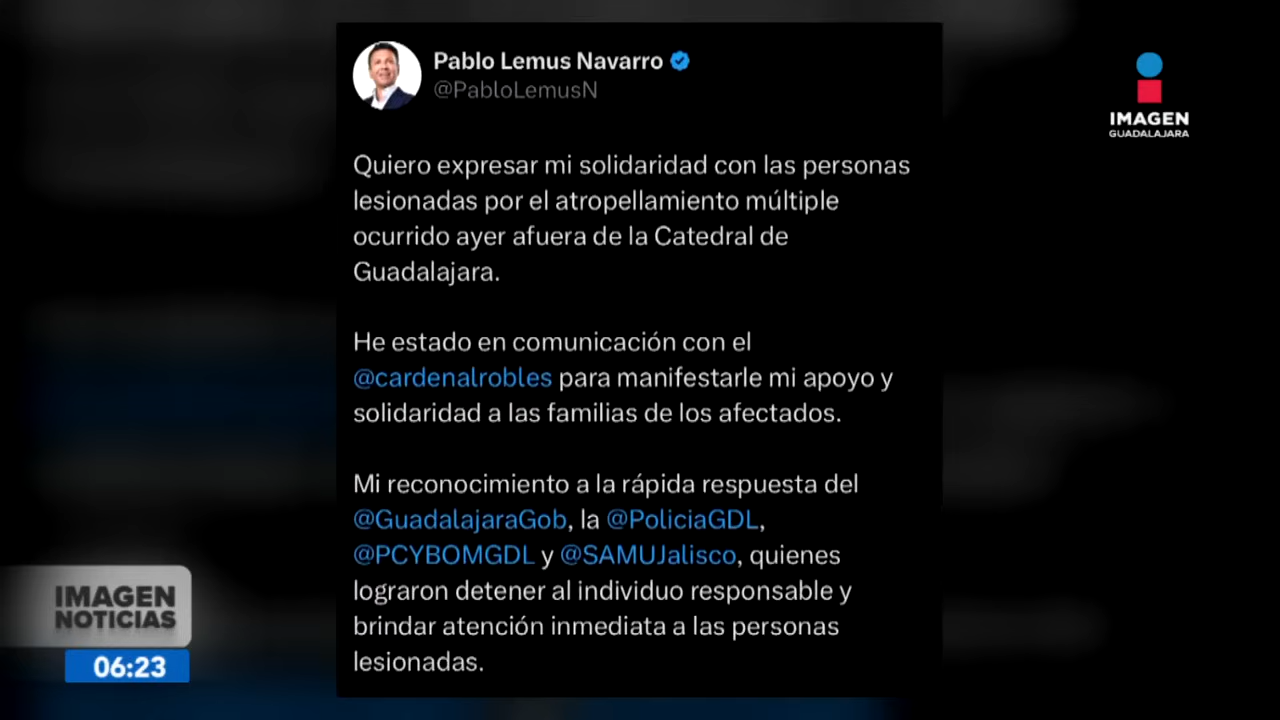 Pablo Lemus Navarro
@PabloLemusN
IMAGEN
GUADALAJARA
Quiero expresar mi solidaridad con las personas
lesionadas por el atropellamiento múltiple
ocurrido ayer afuera de la Catedral de
Guadalajara.
He estado en comunicación con el
@cardenalrobles para manifestarle mi apoyo y
solidaridad a las familias de los afectados.
Mi reconocimiento a la rápida respuesta del
@GuadalajaraGob, la @PoliciaGDL,
@PCYBOMGDL y @SAMUJalisco, quienes
lograron detener al individuo responsable y
brindar atención inmediata a las personas
lesionadas.
IMAGEN
NOTICIAS
06:23